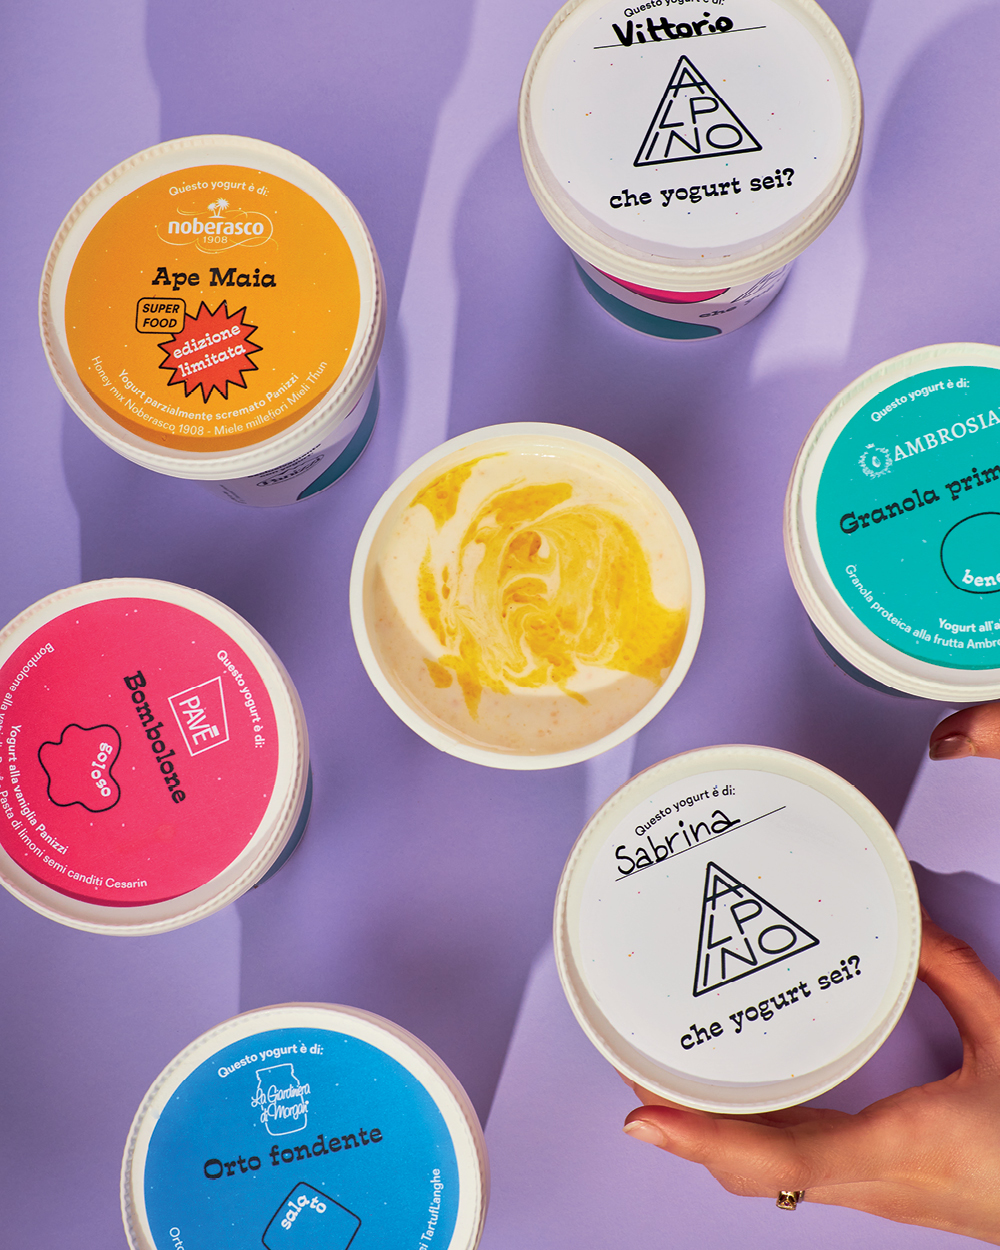 Questo yogurt è di:
Vittorio
ALPINO
che yogurt sei?
Questo yogurt è di:
noberasco
1908
Ape Maia
SUPER
FOOD
edizione
limitata
Yogurt parzialmente scremato Panizzi
Honey mix Noberasco 1908 - Miele millefiori Mieli Thun
Questo yogurt è di:
AMBROSIA
Granola
bene
Yogurt
Granola proteica alla frutta
Questo yogurt è di:
PAVÈ
Bombolone
goloso
Yogurt alla vaniglia Panizzi
Bombolone alla
Pasta di limoni semi canditi Cesarin
Questo yogurt è di:
Sabrina
ALPINO
che yogurt sei?
Questo yogurt è di:
La Giardiniera
di Morgan
Orto fondente
salato
TartufLanghe